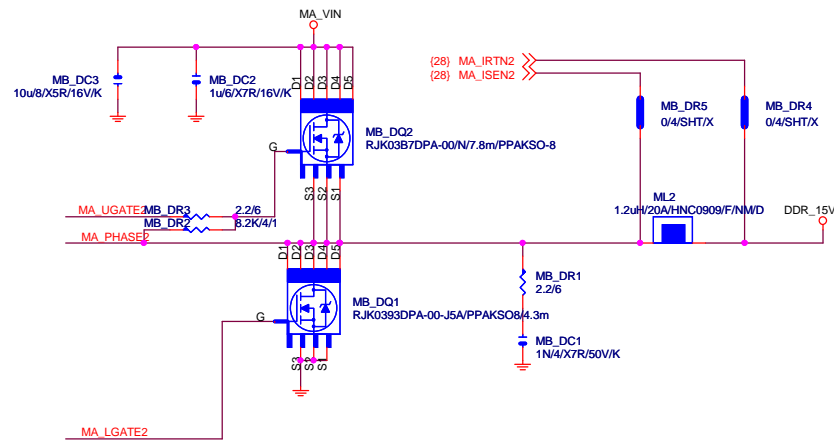 MA_VIN
{28} MA_IRTN2
{28} MA_ISEN2
MB_DC3
10u/8/X5R/16V/K
MB_DC2
1u/6/X7R/16V/K
D1
D2
D3
D4
D5
MB_DR5
0/4/SHT/X
MB_DR4
0/4/SHT/X
MB_DQ2
RJK03B7DPA-00/N/7.8m/PPAKSO-8
G
S3
S2
S1
MA_UGATE2
MB_DR3
2.2/6
MB_DR2
8.2K/4/1
MA_PHASE2
ML2
1.2uH/20A/HNC0909/F/NM/D
DDR_15V
D1
D2
D3
D4
D5
MB_DQ1
RJK0393DPA-00-J5A/PPAKSO8/4.3m
G
MB_DR1
2.2/6
MB_DC1
1N/4/X7R/50V/K
S3
S2
S1
MA_LGATE2